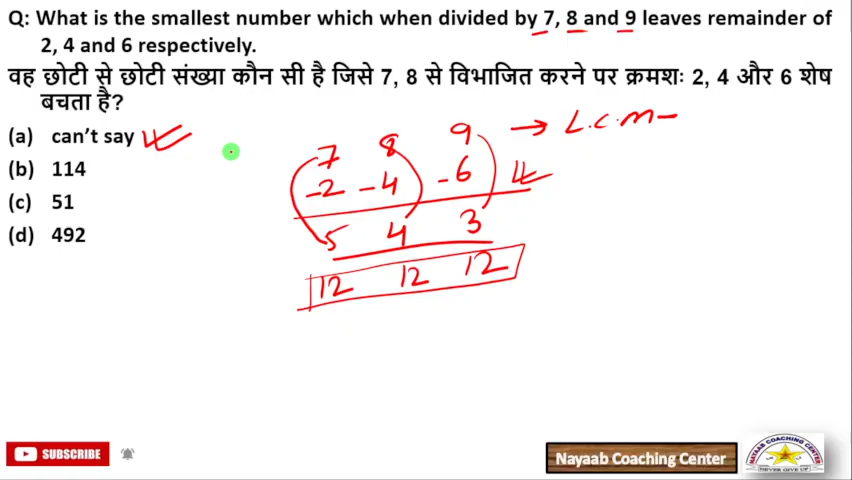 Q: What is the smallest number which when divided by 7, 8 and 9 leaves remainder of
2, 4 and 6 respectively.
वह छोटी से छोटी संख्या कौन सी है जिसे 7, 8 से विभाजित करने पर क्रमशः 2, 4 और 6 शेष
बचता है?
(a) can't say
(b) 114
(c) 51
(d) 492
7 8 9 → L.C.M
-2 -4 -6
5 4 3
12 12 12
SUBSCRIBE
Nayaab Coaching Center
NAYAAB COACHING CENTER
NEVER GIVE UP